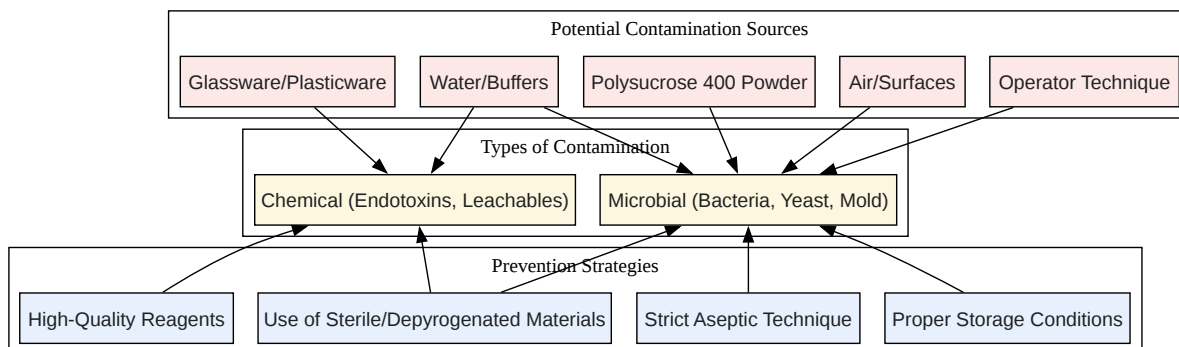 Potential Contamination Sources
Glassware/Plasticware
Water/Buffers
Polysucrose 400 Powder
Air/Surfaces
Operator Technique
Types of Contamination
Chemical (Endotoxins, Leachables)
Microbial (Bacteria, Yeast, Mold)
Prevention Strategies
High-Quality Reagents
Use of Sterile/Depyrogenated Materials
Strict Aseptic Technique
Proper Storage Conditions